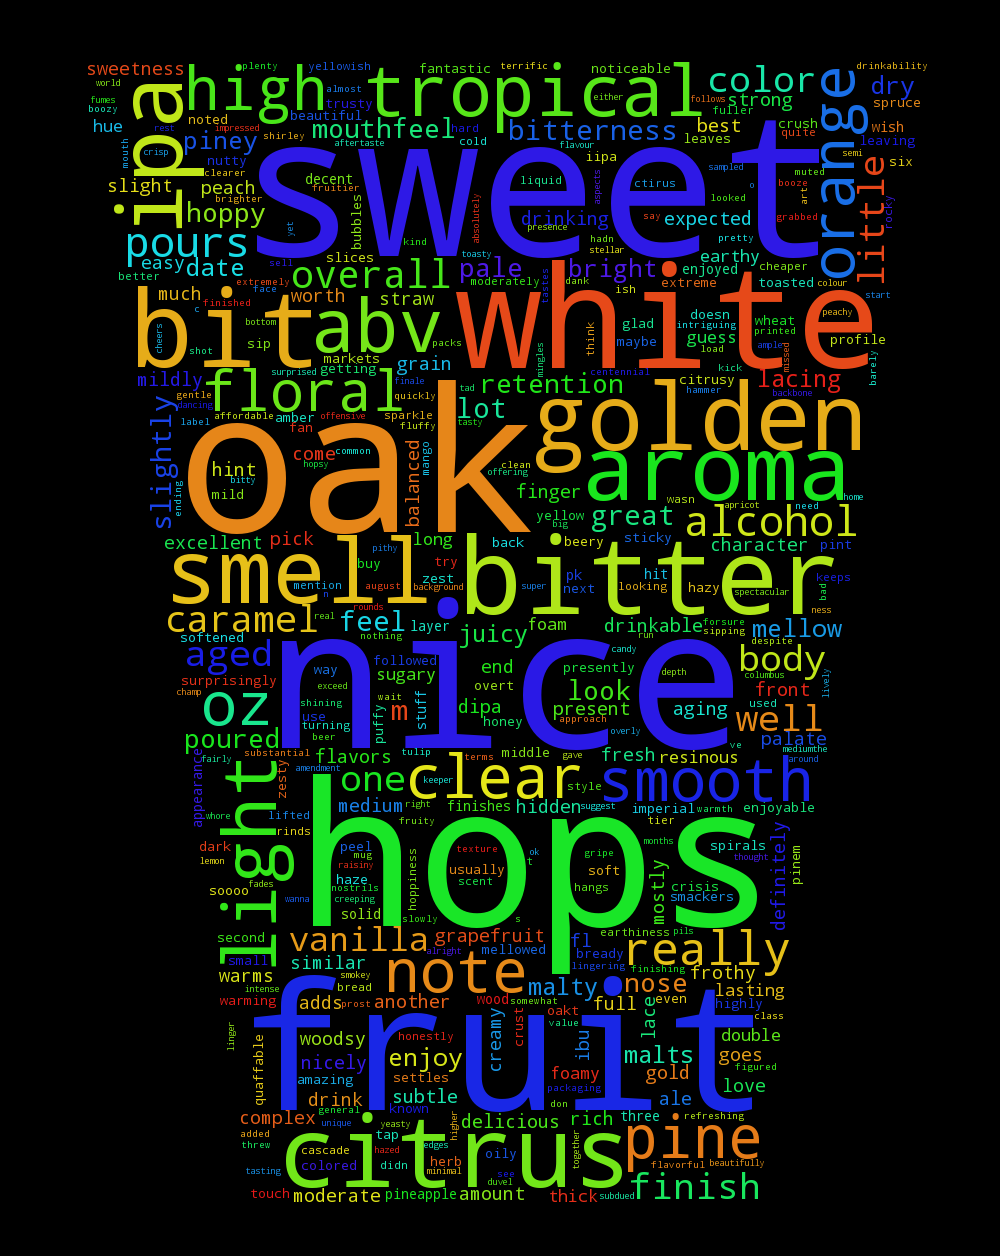 sweetness plenty yellowish fantastic terrific noticeable color drinkability
world almost high tropical orange dry
fumes ipa trusty either strong spruce
boozy beautiful follows fuller
hue noted rest impressed shirley mouthfeel hard bitterness best crush wish
piney aftertaste cold flavour leaves quite leaving
mouth crisp nutty sweet iipa semi six
slight clearer peach decent liquid ctirus sampled muted booze little
brighter fruitier aspects o art
hoppy bubbles absolutely drinking say expected looked grabbed rocky
pours yet kind presence hadn stellar pretty
easy date sell slices toasty earthy cheaper
better overall pale moderately tastes dank bright enjoyed toasted colour start
much extremely face worth straw white ish extreme
c finished bit abv think glad doesn intriguing wheat printed peachy
cheers shot bottom sip packs mingles maybe guess load profile
markets grain missed ample barely
mildly surprised getting finale centennial kick
gentle floral quickly tad retention citrusy lacing
dancing affordable sparkle lot hammer backbone
slightly label amber offensive fluffy tasty golden
fan oak aroma
hopsy come common balanced mango clean
hint bitty offering home
ending mild finger wasn apricot need
yellow big great alcohol
excellent pick long back beery sticky character pint
smell pithy try bitter hit
mention buy zest pk looking hazy keeps
n august background super next spectacular bad
caramel real rounds feel layer foam drinkable forsure ness
softened nothing juicy run sipping mellow
aged way followed end candy despite body
surprisingly exceed sugary presently depth columbus lively
champ shining wait overt look front
oz use m stuff dipa present aging used well
turning puffy honey approach
poured beer overly ve palate
appearance fairly substantial flavors tulip terms middle gave fresh resinous mediumthe
zesty amendment one clear smooth around
keeper style
light medium right finishes hidden suggest imperial warmth enjoyable
whore lifted fruity tier
rinds hops months
dark peel texture ok gripe spirals definitely pinem
lemon mug hoppiness thought
haze raisiny usually t soft
soooo fades nostrils scent hangs mostly crisis
wanna creeping smackers
solid slowly s
second vanilla grapefruit fl earthiness pils really
small alright mellowed bready
warms similar lingering finishing frothy
intense smokey note malty nose lasting
bread wood somewhat
warming adds prost another oakt full even highly
value lace class
linger woodsy fruit honestly creamy crust ibu double
quaffable nicely enjoy malts goes figured
amazing settles foamy gold
drink subtle packaging love
general known don ale
complex unique yeasty higher delicious rich three refreshing
added tap citrus pine
threw cascade hazed edges together
colored didn herb oily flavorful beautifully
tasting minimal see
touch moderate pineapple duvel amount thick subdued finish